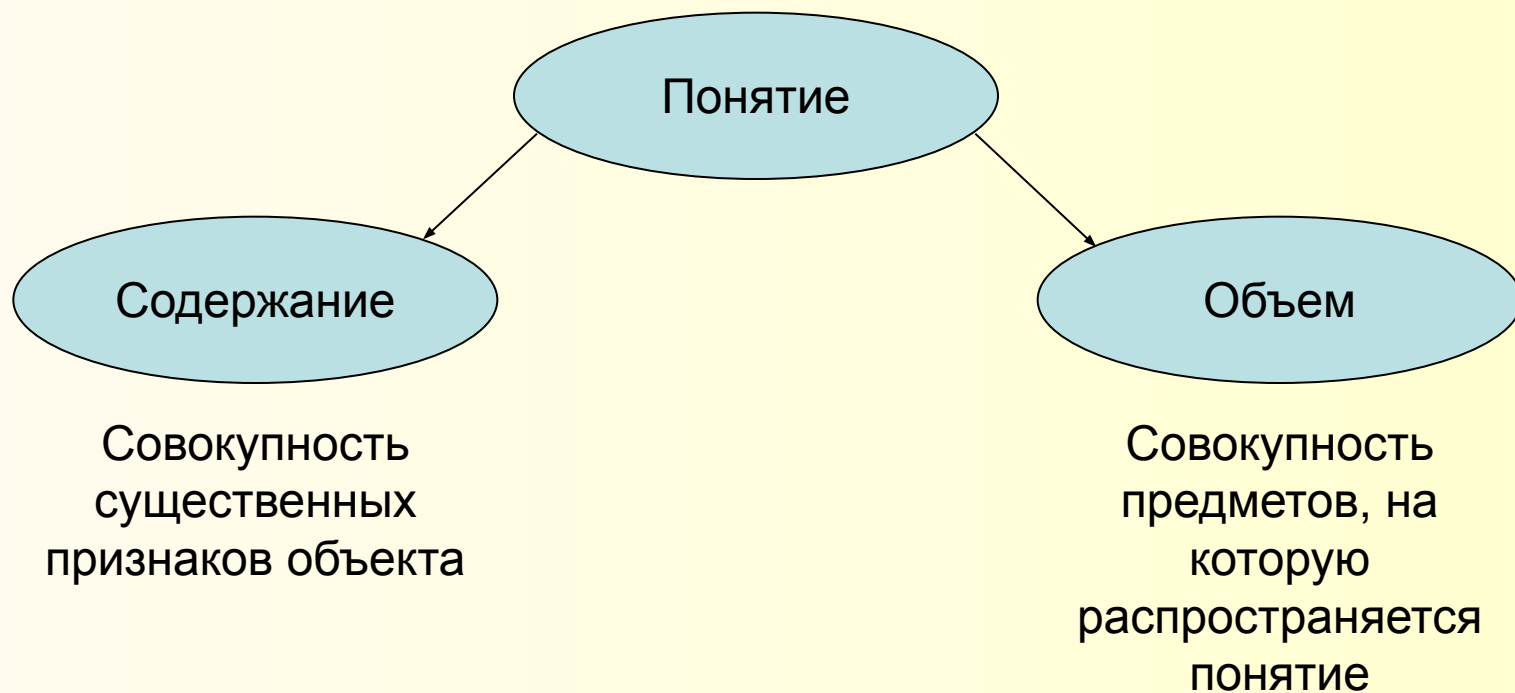 Понятие
Содержание
Объем
Совокупность
существенных
признаков объекта
Совокупность
предметов, на
которую
распространяется
понятие